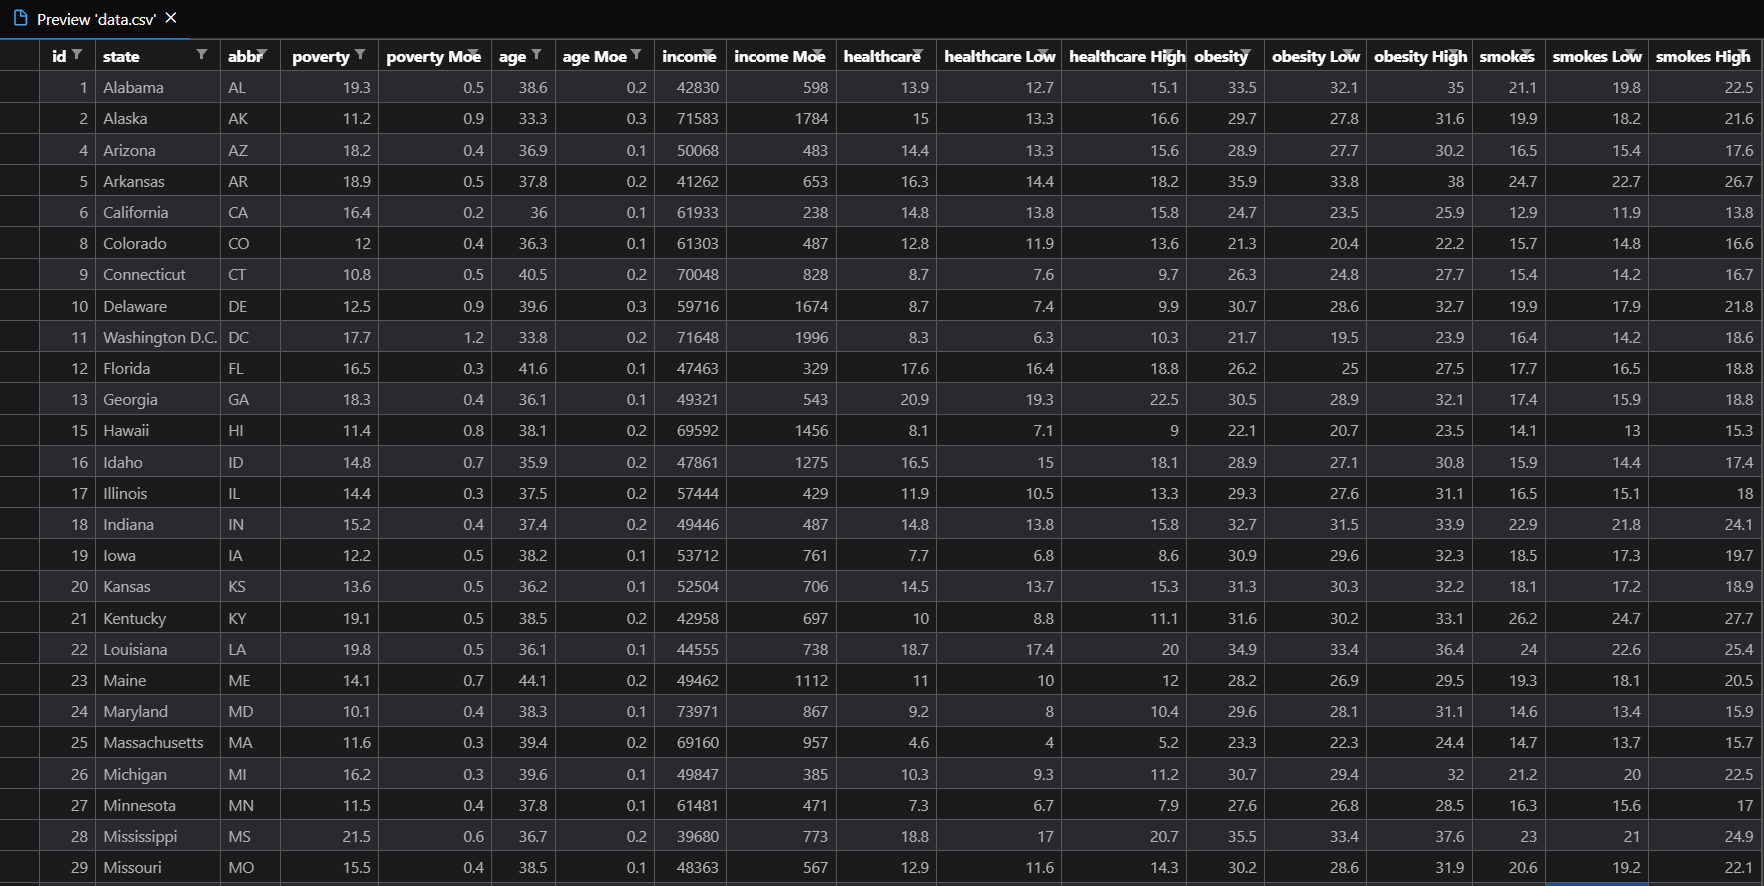 Preview 'data.csv' ×
id state abbr poverty poverty Moe age age Moe income income Moe healthcare healthcare Low healthcare High obesity obesity Low obesity High smokes smokes Low smokes High
1 Alabama AL 19.3 0.5 38.6 0.2 42830 598 13.9 12.7 15.1 33.5 32.1 35 21.1 19.8 22.5
2 Alaska AK 11.2 0.9 33.3 0.3 71583 1784 15 13.3 16.6 29.7 27.8 31.6 19.9 18.2 21.6
4 Arizona AZ 18.2 0.4 36.9 0.1 50068 483 14.4 13.3 15.6 28.9 27.7 30.2 16.5 15.4 17.6
5 Arkansas AR 18.9 0.5 37.8 0.2 41262 653 16.3 14.4 18.2 35.9 33.8 38 24.7 22.7 26.7
6 California CA 16.4 0.2 36 0.1 61933 238 14.8 13.8 15.8 24.7 23.5 25.9 12.9 11.9 13.8
8 Colorado CO 12 0.4 36.3 0.1 61303 487 12.8 11.9 13.6 21.3 20.4 22.2 15.7 14.8 16.6
9 Connecticut CT 10.8 0.5 40.5 0.2 70048 828 8.7 7.6 9.7 26.3 24.8 27.7 15.4 14.2 16.7
10 Delaware DE 12.5 0.9 39.6 0.3 59716 1674 8.7 7.4 9.9 30.7 28.6 32.7 19.9 17.9 21.8
11 Washington D.C. DC 17.7 1.2 33.8 0.2 71648 1996 8.3 6.3 10.3 21.7 19.5 23.9 16.4 14.2 18.6
12 Florida FL 16.5 0.3 41.6 0.1 47463 329 17.6 16.4 18.8 26.2 25 27.5 17.7 16.5 18.8
13 Georgia GA 18.3 0.4 36.1 0.1 49321 543 20.9 19.3 22.5 30.5 28.9 32.1 17.4 15.9 18.8
15 Hawaii HI 11.4 0.8 38.1 0.2 69592 1456 8.1 7.1 9 22.1 20.7 23.5 14.1 13 15.3
16 Idaho ID 14.8 0.7 35.9 0.2 47861 1275 16.5 15 18.1 28.9 27.1 30.8 15.9 14.4 17.4
17 Illinois IL 14.4 0.3 37.5 0.2 57444 429 11.9 10.5 13.3 29.3 27.6 31.1 16.5 15.1 18
18 Indiana IN 15.2 0.4 37.4 0.2 49446 487 14.8 13.8 15.8 32.7 31.5 33.9 22.9 21.8 24.1
19 Iowa IA 12.2 0.5 38.2 0.1 53712 761 7.7 6.8 8.6 30.9 29.6 32.3 18.5 17.3 19.7
20 Kansas KS 13.6 0.5 36.2 0.1 52504 706 14.5 13.7 15.3 31.3 30.3 32.2 18.1 17.2 18.9
21 Kentucky KY 19.1 0.5 38.5 0.2 42958 697 10 8.8 11.1 31.6 30.2 33.1 26.2 24.7 27.7
22 Louisiana LA 19.8 0.5 36.1 0.1 44555 738 18.7 17.4 20 34.9 33.4 36.4 24 22.6 25.4
23 Maine ME 14.1 0.7 44.1 0.2 49462 1112 11 10 12 28.2 26.9 29.5 19.3 18.1 20.5
24 Maryland MD 10.1 0.4 38.3 0.1 73971 867 9.2 8 10.4 29.6 28.1 31.1 14.6 13.4 15.9
25 Massachusetts MA 11.6 0.3 39.4 0.2 69160 957 4.6 4 5.2 23.3 22.3 24.4 14.7 13.7 15.7
26 Michigan MI 16.2 0.3 39.6 0.1 49847 385 10.3 9.3 11.2 30.7 29.4 32 21.2 20 22.5
27 Minnesota MN 11.5 0.4 37.8 0.1 61481 471 7.3 6.7 7.9 27.6 26.8 28.5 16.3 15.6 17
28 Mississippi MS 21.5 0.6 36.7 0.2 39680 773 18.8 17 20.7 35.5 33.4 37.6 23 21 24.9
29 Missouri MO 15.5 0.4 38.5 0.1 48363 567 12.9 11.6 14.3 30.2 28.6 31.9 20.6 19.2 22.1